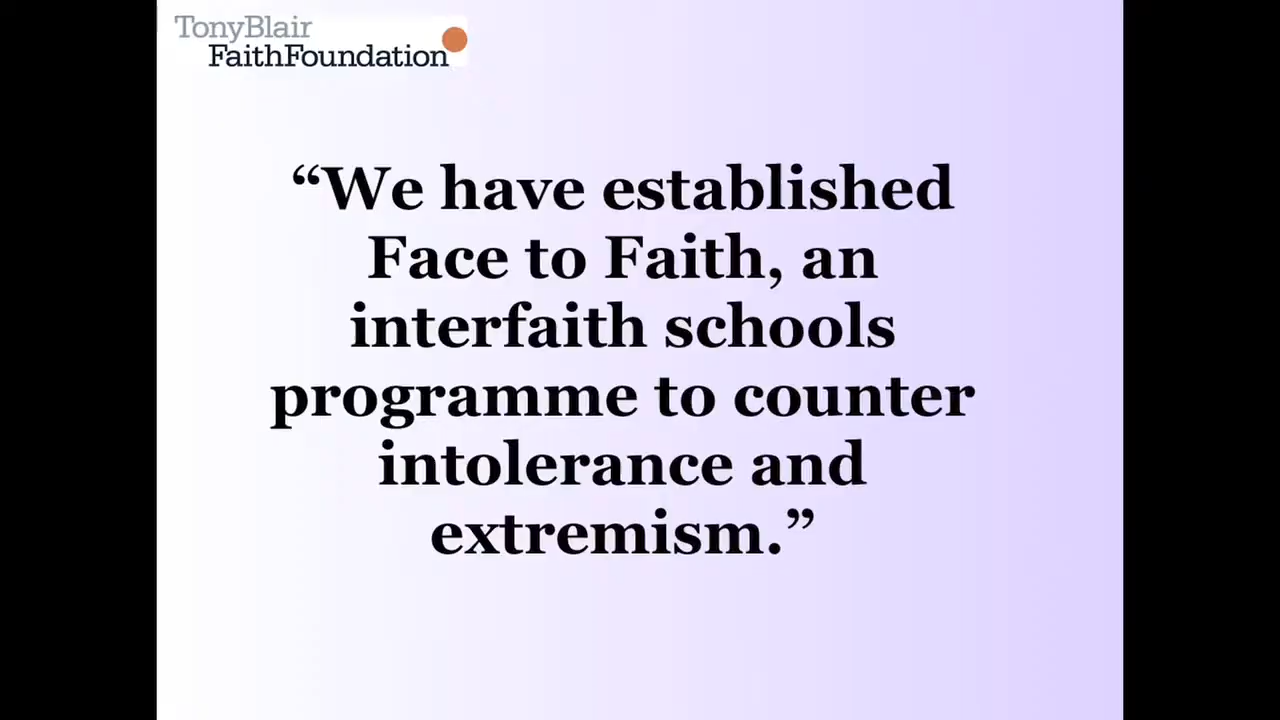 TonyBlair
FaithFoundation
“We have established
Face to Faith, an
interfaith schools
programme to counter
intolerance and
extremism.”